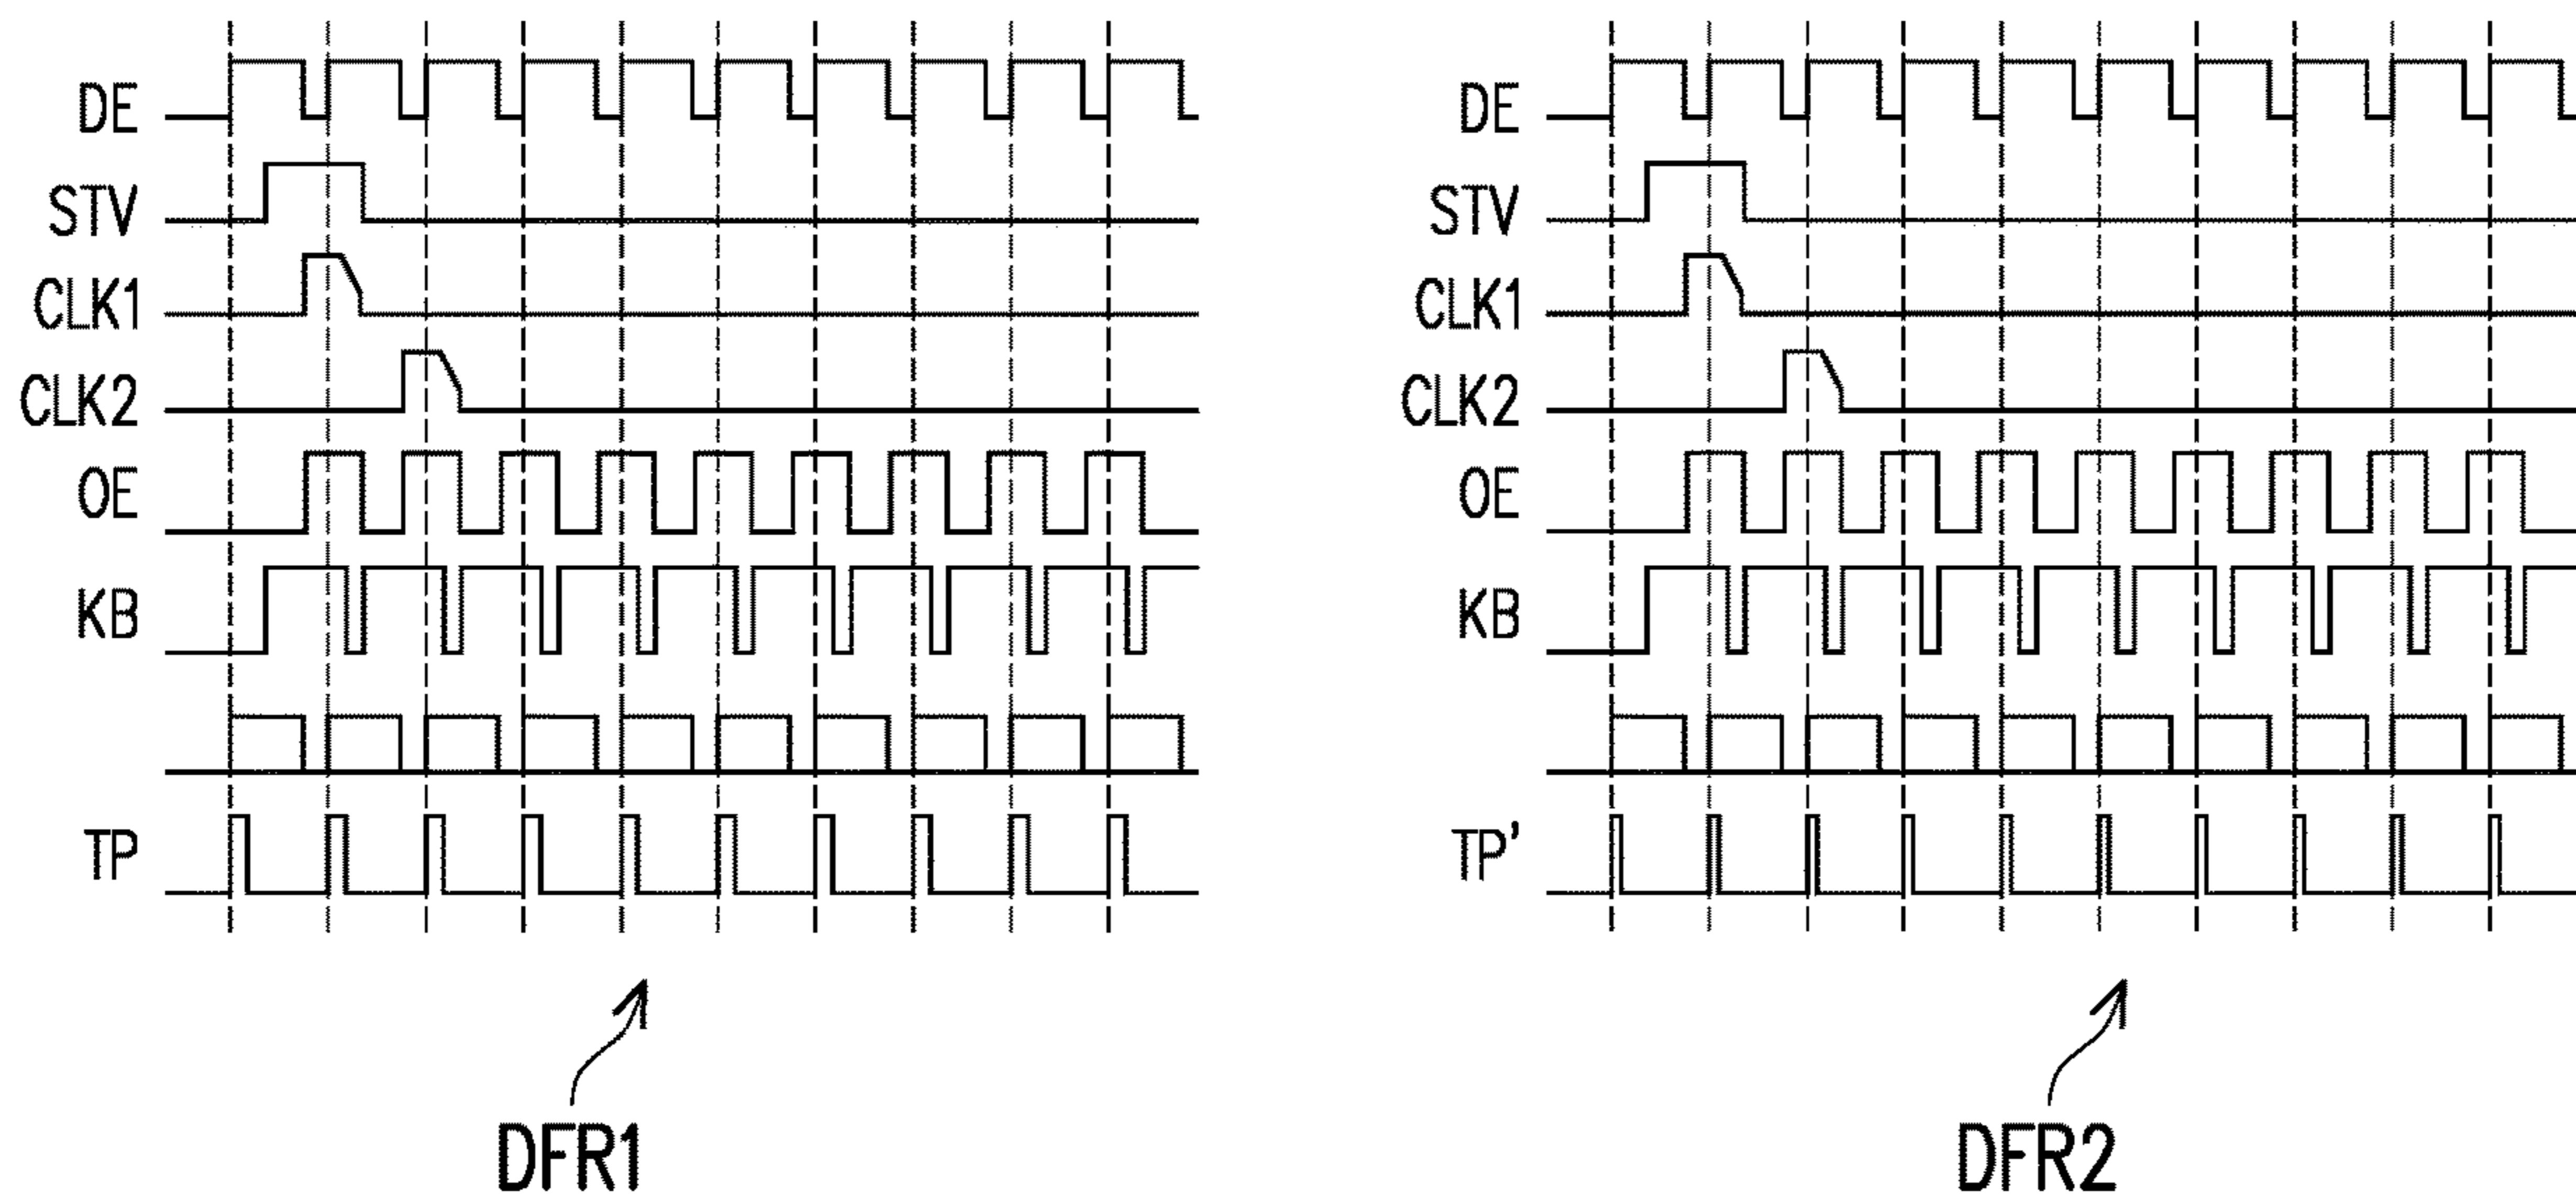 DE
STV
CLK1
CLK2
OE
KB
TP
DFR1
DE
STV
CLK1
CLK2
OE
KB
TP'
DFR2